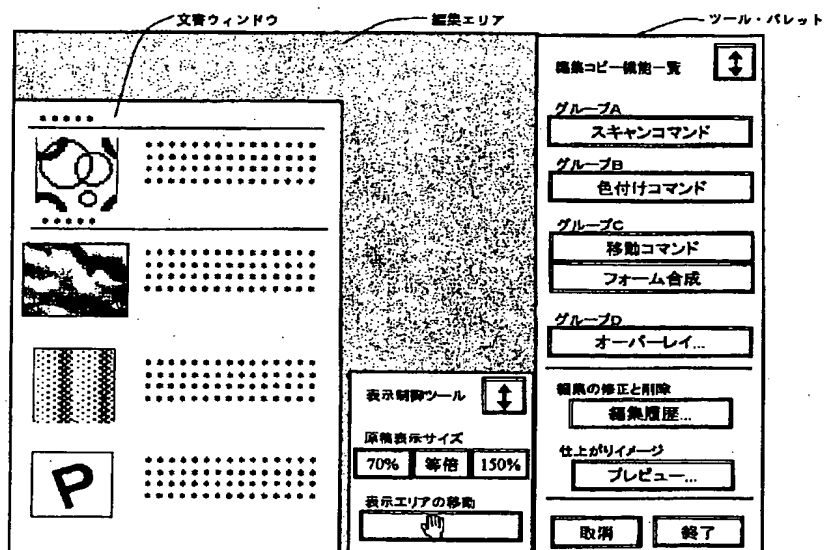 文書ウィンドウ
編集エリア
ツール・パレット
編集コピー機能一覧
グループA
スキャンコマンド
グループB
色付けコマンド
グループC
移動コマンド
フォーム合成
グループD
オーバーレイ...
編集の修正と削除
編集履歴...
仕上がりイメージ
プレビュー...
取消
終了
表示制御ツール
原稿表示サイズ
70%
等倍
150%
表示エリアの移動
P